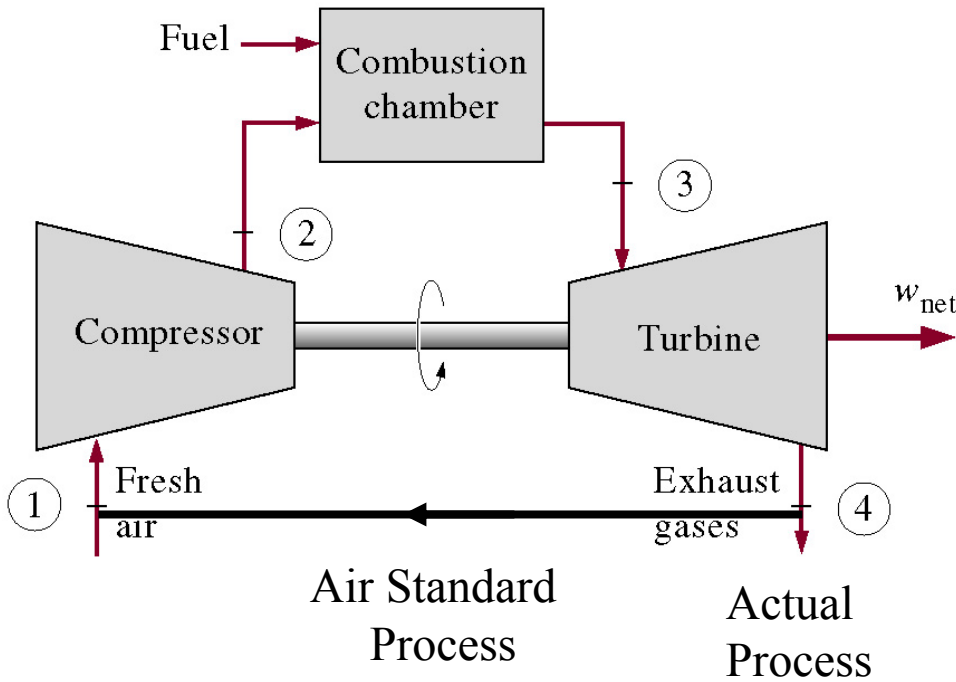 Fuel
Combustion
chamber
2
3
Compressor
Turbine
w_net
1
Fresh
air
Exhaust
gases
4
Air Standard
Process
Actual
Process